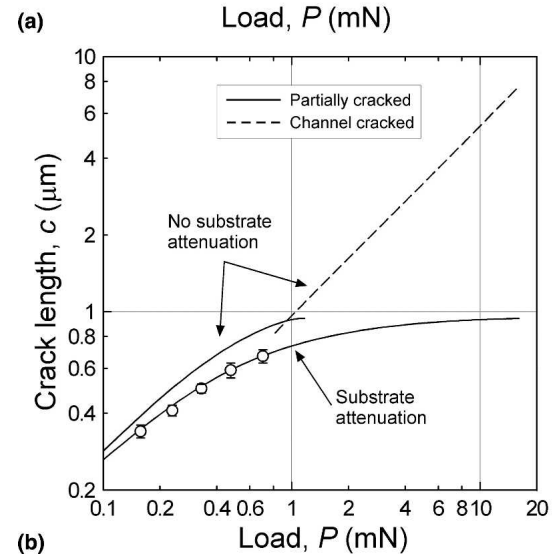 (a)
Load, P (mN)
Crack length, c (μm)
10
8
6
4
2
1
0.8
0.6
0.4
0.2
Partially cracked
Channel cracked
No substrate
attenuation
Substrate
attenuation
0.1 0.2 0.4 0.6 1 2 4 6 8 10 20
(b)
Load, P (mN)